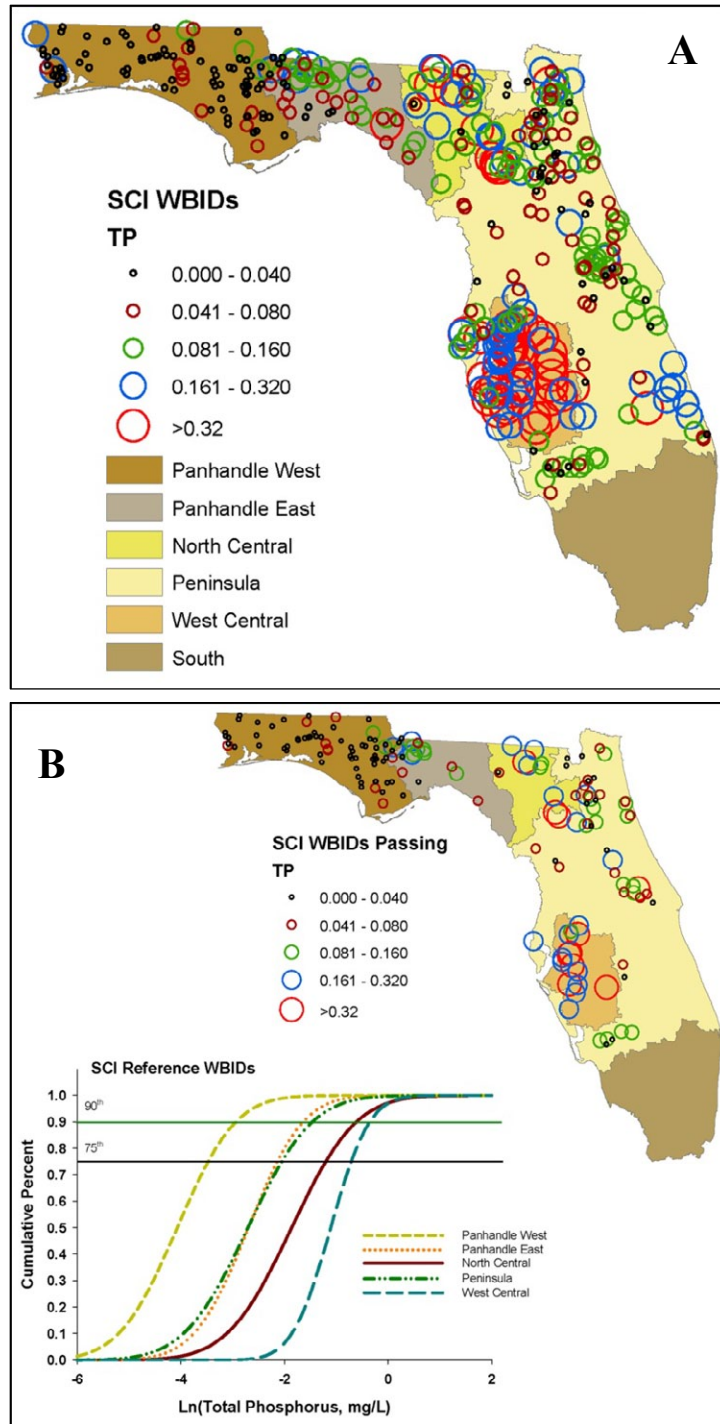 A
SCI WBIDs
TP
0.000 - 0.040
0.041 - 0.080
0.081 - 0.160
0.161 - 0.320
>0.32
Panhandle West
Panhandle East
North Central
Peninsula
West Central
South
B
SCI WBIDs Passing
TP
0.000 - 0.040
0.041 - 0.080
0.081 - 0.160
0.161 - 0.320
>0.32
SCI Reference WBIDs
1.0
90th
0.9
0.8
75th
0.7
0.6
0.5
0.4
0.3
0.2
0.1
0.0
Cumulative Percent
Panhandle West
Panhandle East
North Central
Peninsula
West Central
-6 -4 -2 0 2
Ln(Total Phosphorus, mg/L)